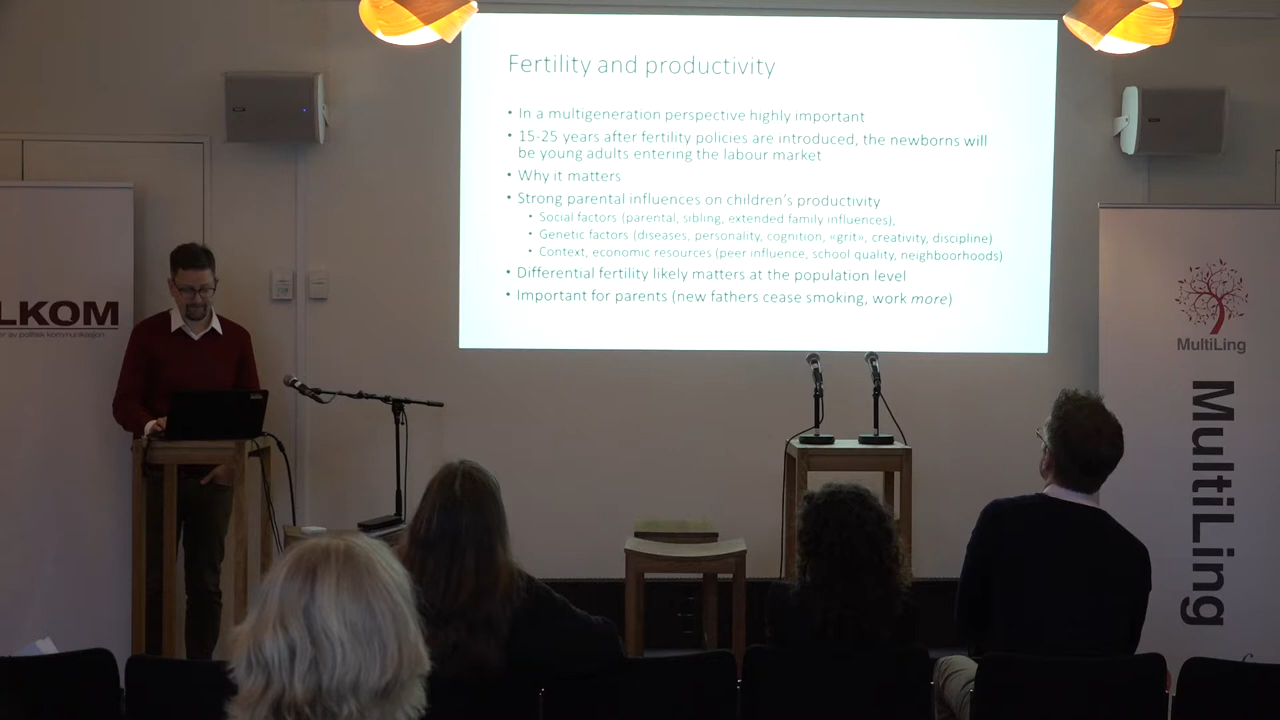 Fertility and productivity
• In a multigeneration perspective highly important
• 15-25 years after fertility policies are introduced, the newborns will
be young adults entering the labour market
• Why it matters
• Strong parental influences on children's productivity
• Social factors (parental, sibling, extended family influences),
• Genetic factors (diseases, personality, cognition, «grit», creativity, discipline)
• Context, economic resources (peer influence, school quality, neighboorhoods)
• Differential fertility likely matters at the population level
• Important for parents (new fathers cease smoking, work more)
LKOM
av politisk kommunikasjon
MultiLing
MultiLing